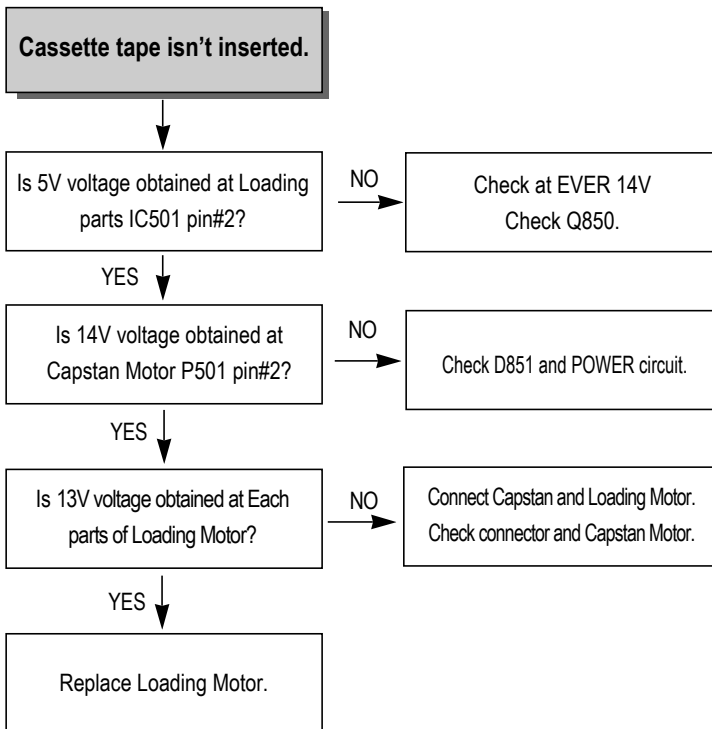 Cassette tape isn’t inserted.
Is 5V voltage obtained at Loading
parts IC501 pin#2?
NO
Check at EVER 14V
Check Q850.
YES
Is 14V voltage obtained at
Capstan Motor P501 pin#2?
NO
Check D851 and POWER circuit.
YES
Is 13V voltage obtained at Each
parts of Loading Motor?
NO
Connect Capstan and Loading Motor.
Check connector and Capstan Motor.
YES
Replace Loading Motor.